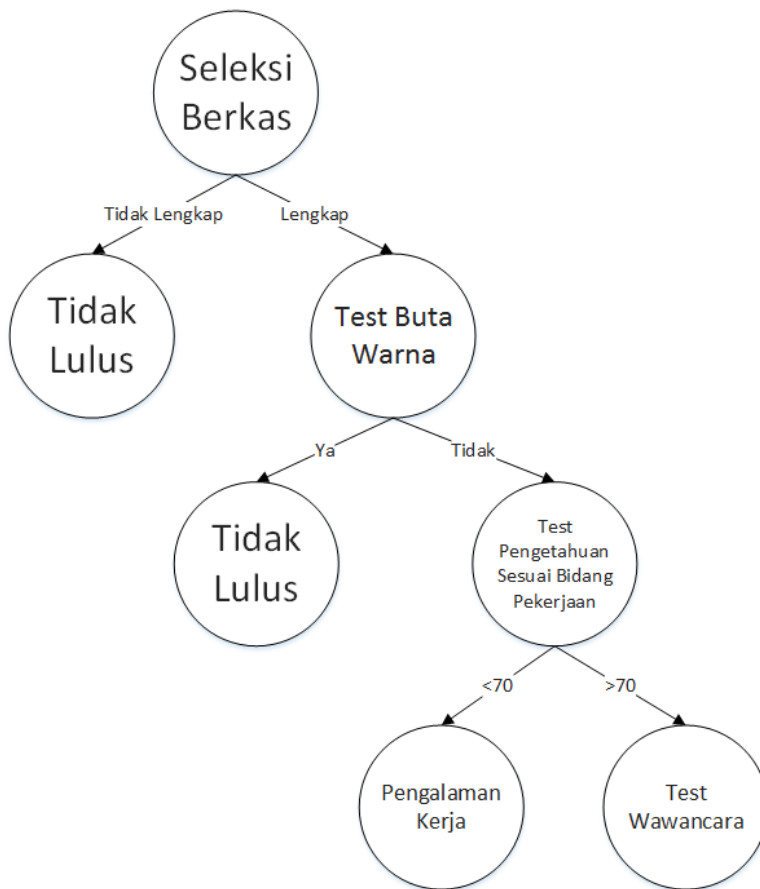 Seleksi
Berkas
Tidak Lengkap
Lengkap
Tidak
Lulus
Test Buta
Warna
Ya
Tidak
Tidak
Lulus
Test
Pengetahuan
Sesuai Bidang
Pekerjaan
<70
>70
Pengalaman
Kerja
Test
Wawancara